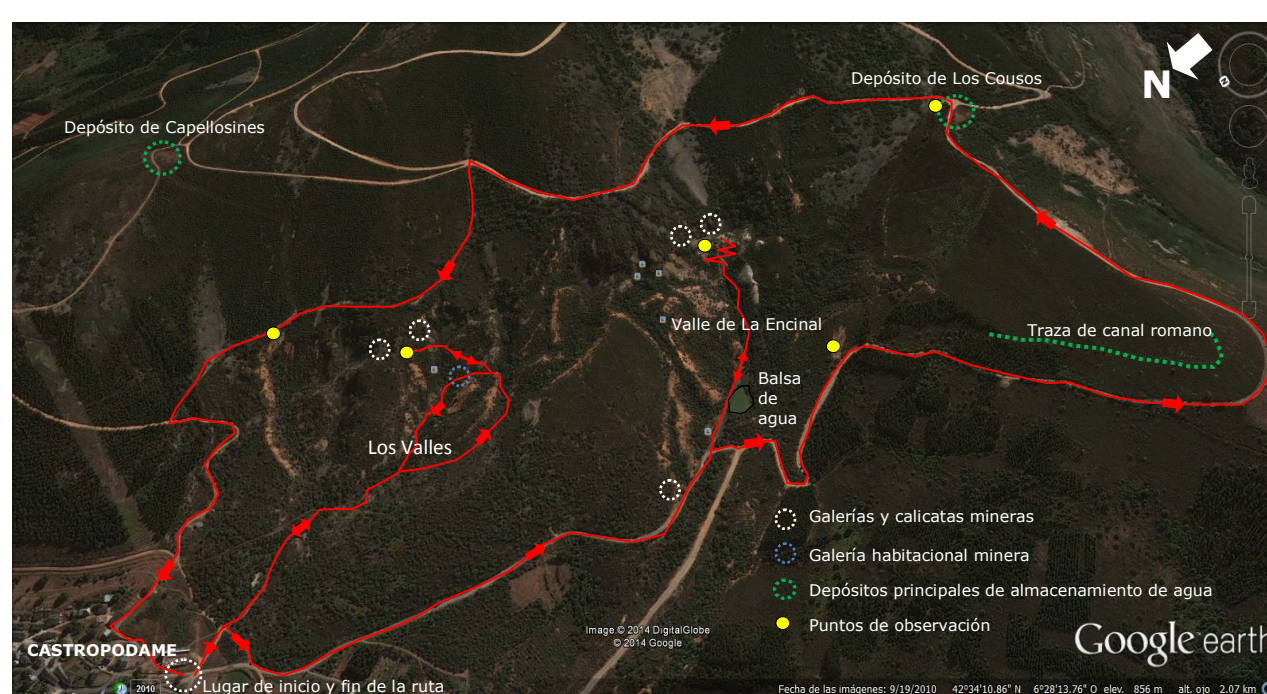 Depósito de Los Cousos
N
Depósito de Capellosines
Valle de La Encinal
Traza de canal romano
Balsa
de
agua
Los Valles
Galerías y calicatas mineras
Galería habitacional minera
Depósitos principales de almacenamiento de agua
Puntos de observación
Image © 2014 DigitalGlobe
© 2014 Google
Google earth
CASTROPODAME
Lugar de inicio y fin de la ruta
2010
Fecha de las imágenes: 9/19/2010 42°34'10.86" N 6°28'13.76" O elev. 856 m alt. ojo 2.07 km